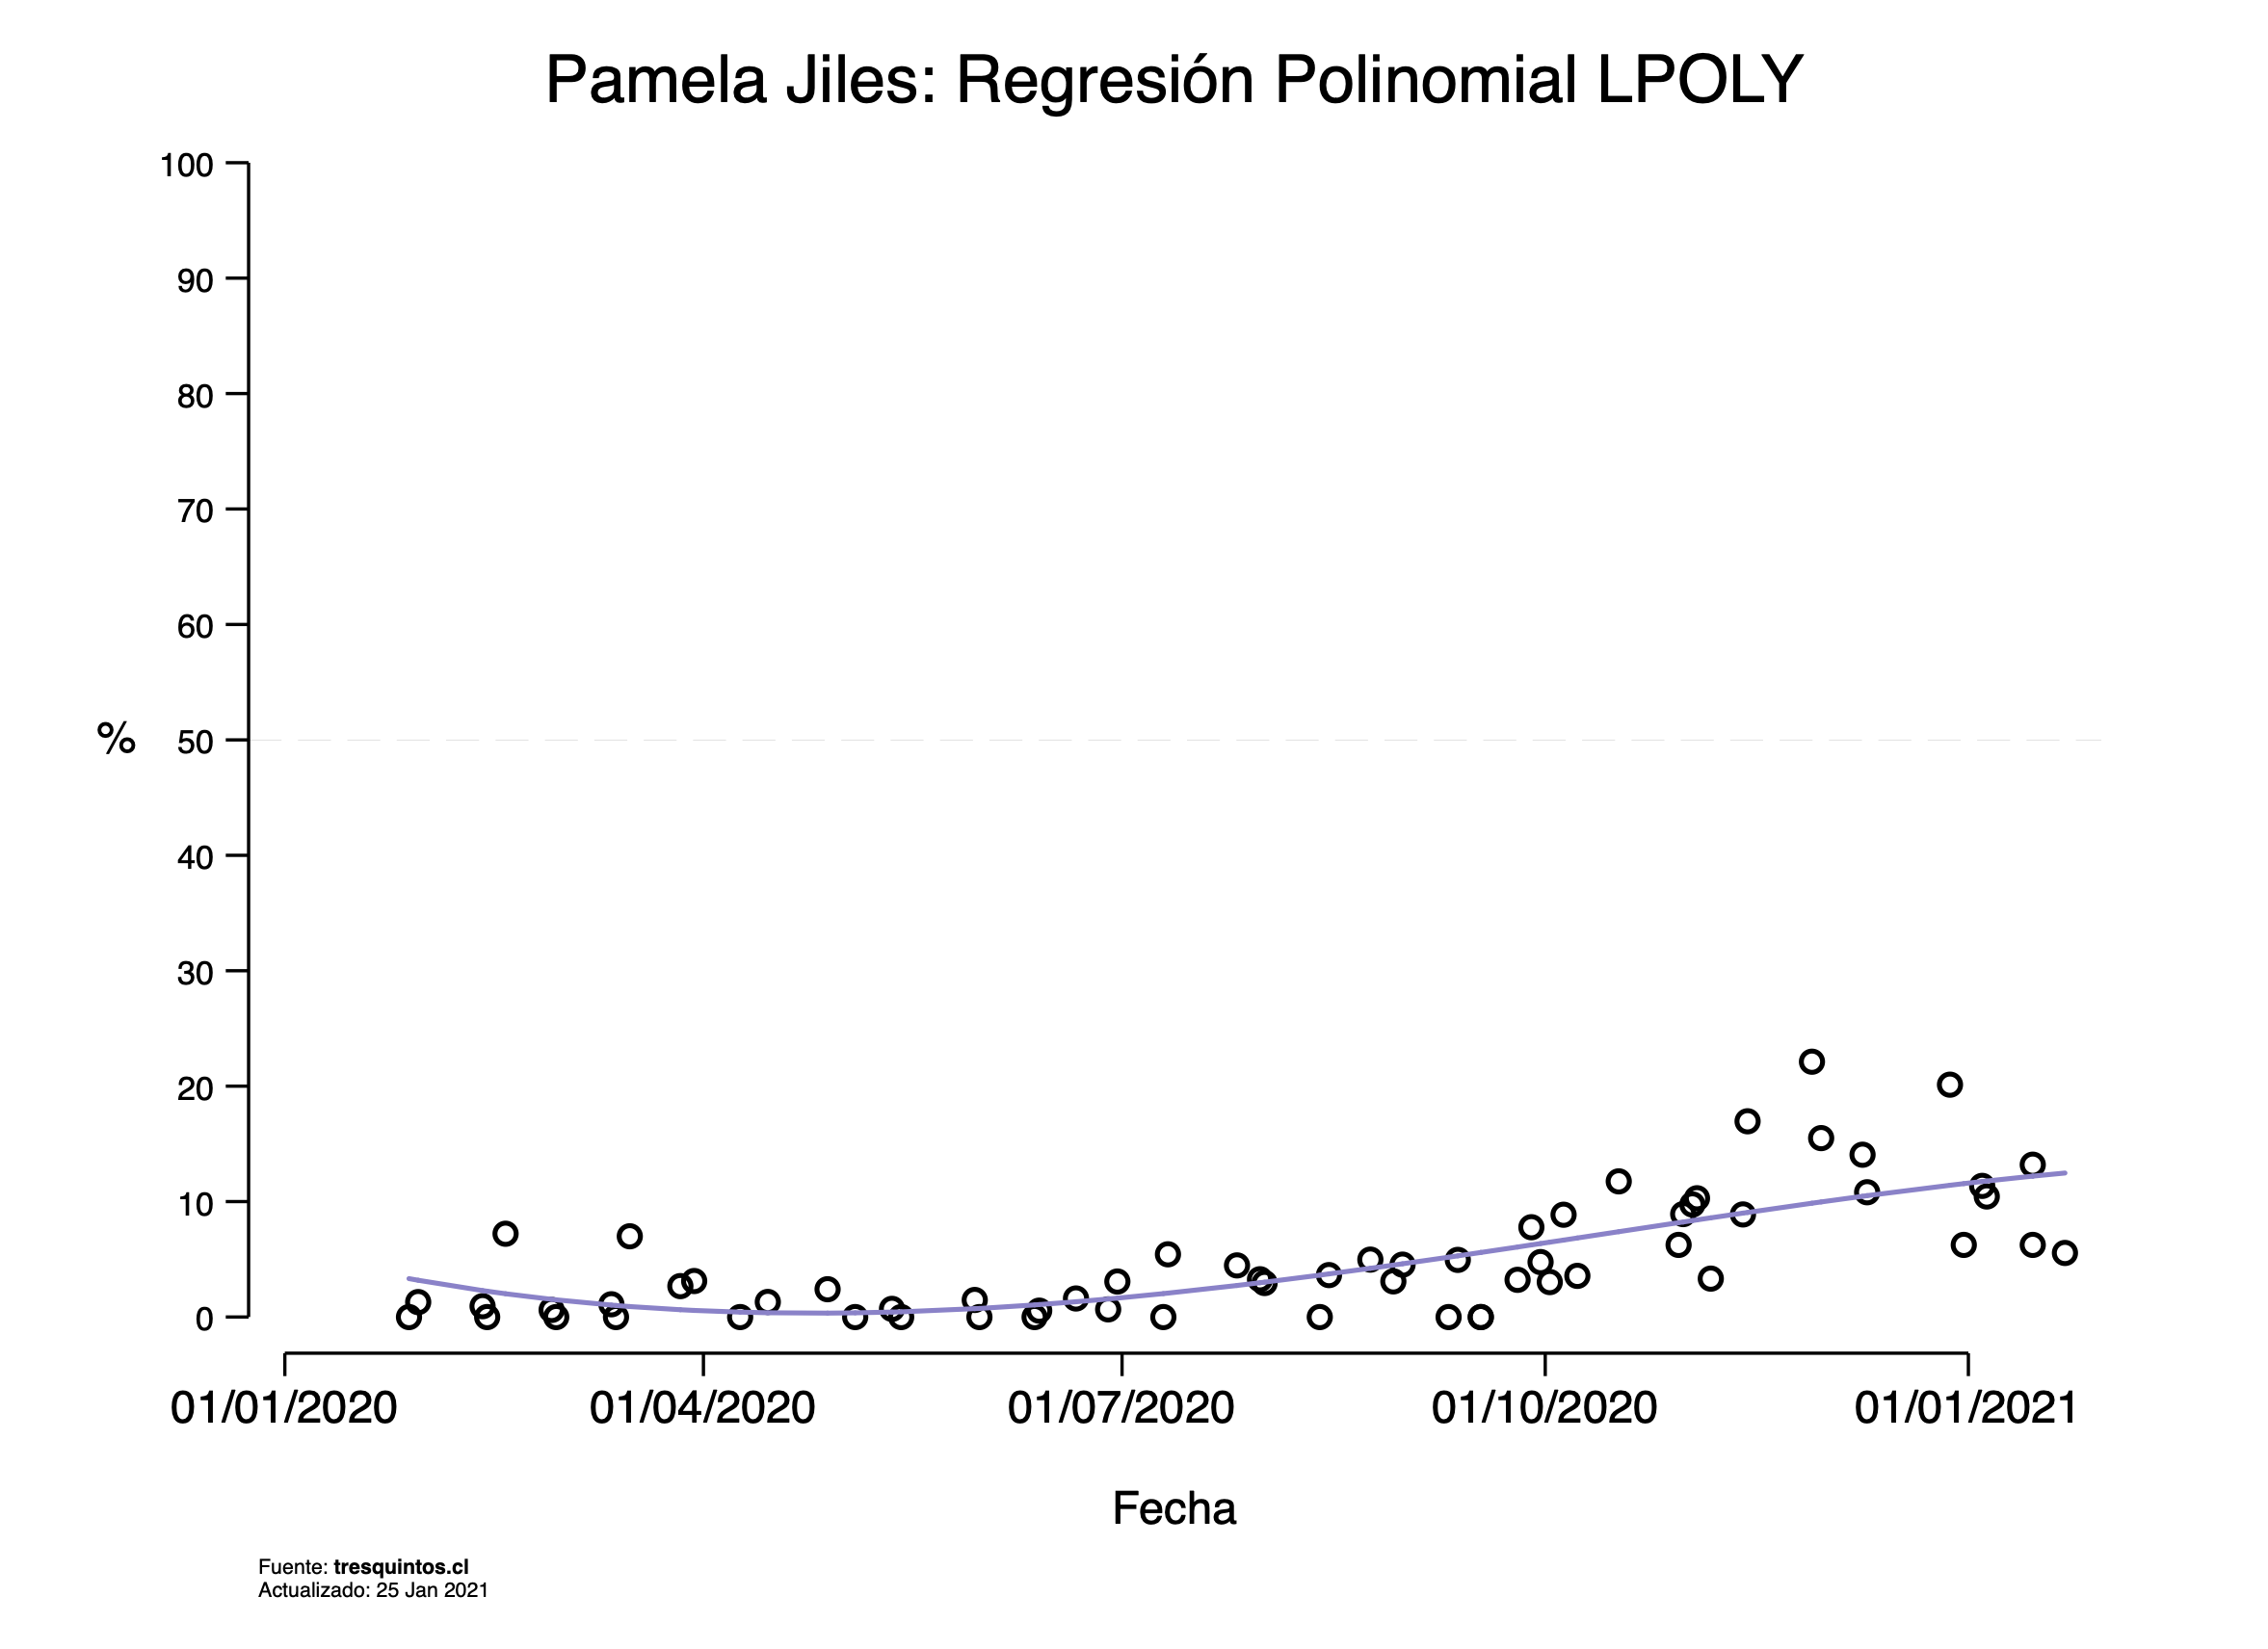 Pamela Jiles: Regresión Polinomial LPOLY
100
90
80
70
60
% 50
40
30
20
10
0
01/01/2020 01/04/2020 01/07/2020 01/10/2020 01/01/2021
Fecha
Fuente: tresquintos.cl
Actualizado: 25 Jan 2021